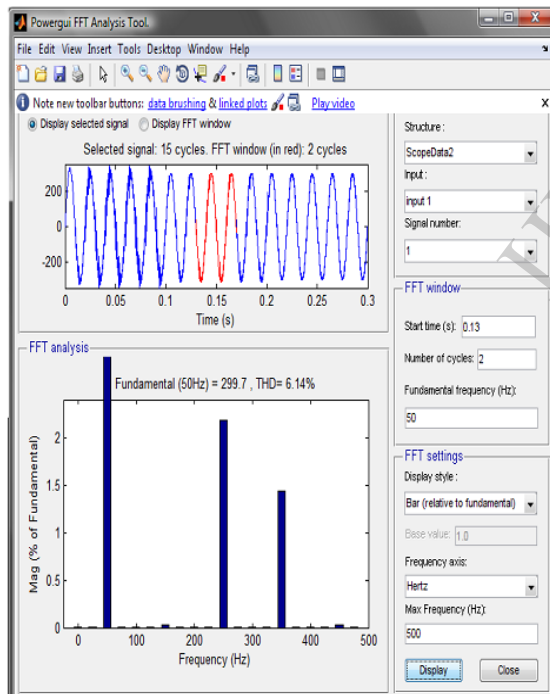 Powergui FFT Analysis Tool.
File Edit View Insert Tools Desktop Window Help
Note new toolbar buttons: data brushing & linked plots Play video X
Display selected signal Display FFT window
Selected signal: 15 cycles. FFT window (in red): 2 cycles
200
0
-200
0 0.05 0.1 0.15 0.2 0.25 0.3
Time (s)
FFT analysis
Fundamental (50Hz) = 299.7 , THD= 6.14%
2
1.5
1
0.5
0
Mag (% of Fundamental)
0 100 200 300 400 500
Frequency (Hz)
Structure :
ScopeData2
Input :
input 1
Signal number:
1
FFT window
Start time (s): 0.13
Number of cycles: 2
Fundamental frequency (Hz):
50
FFT settings
Display style :
Bar (relative to fundamental)
Base value: 1.0
Frequency axis:
Hertz
Max Frequency (Hz):
500
Display Close